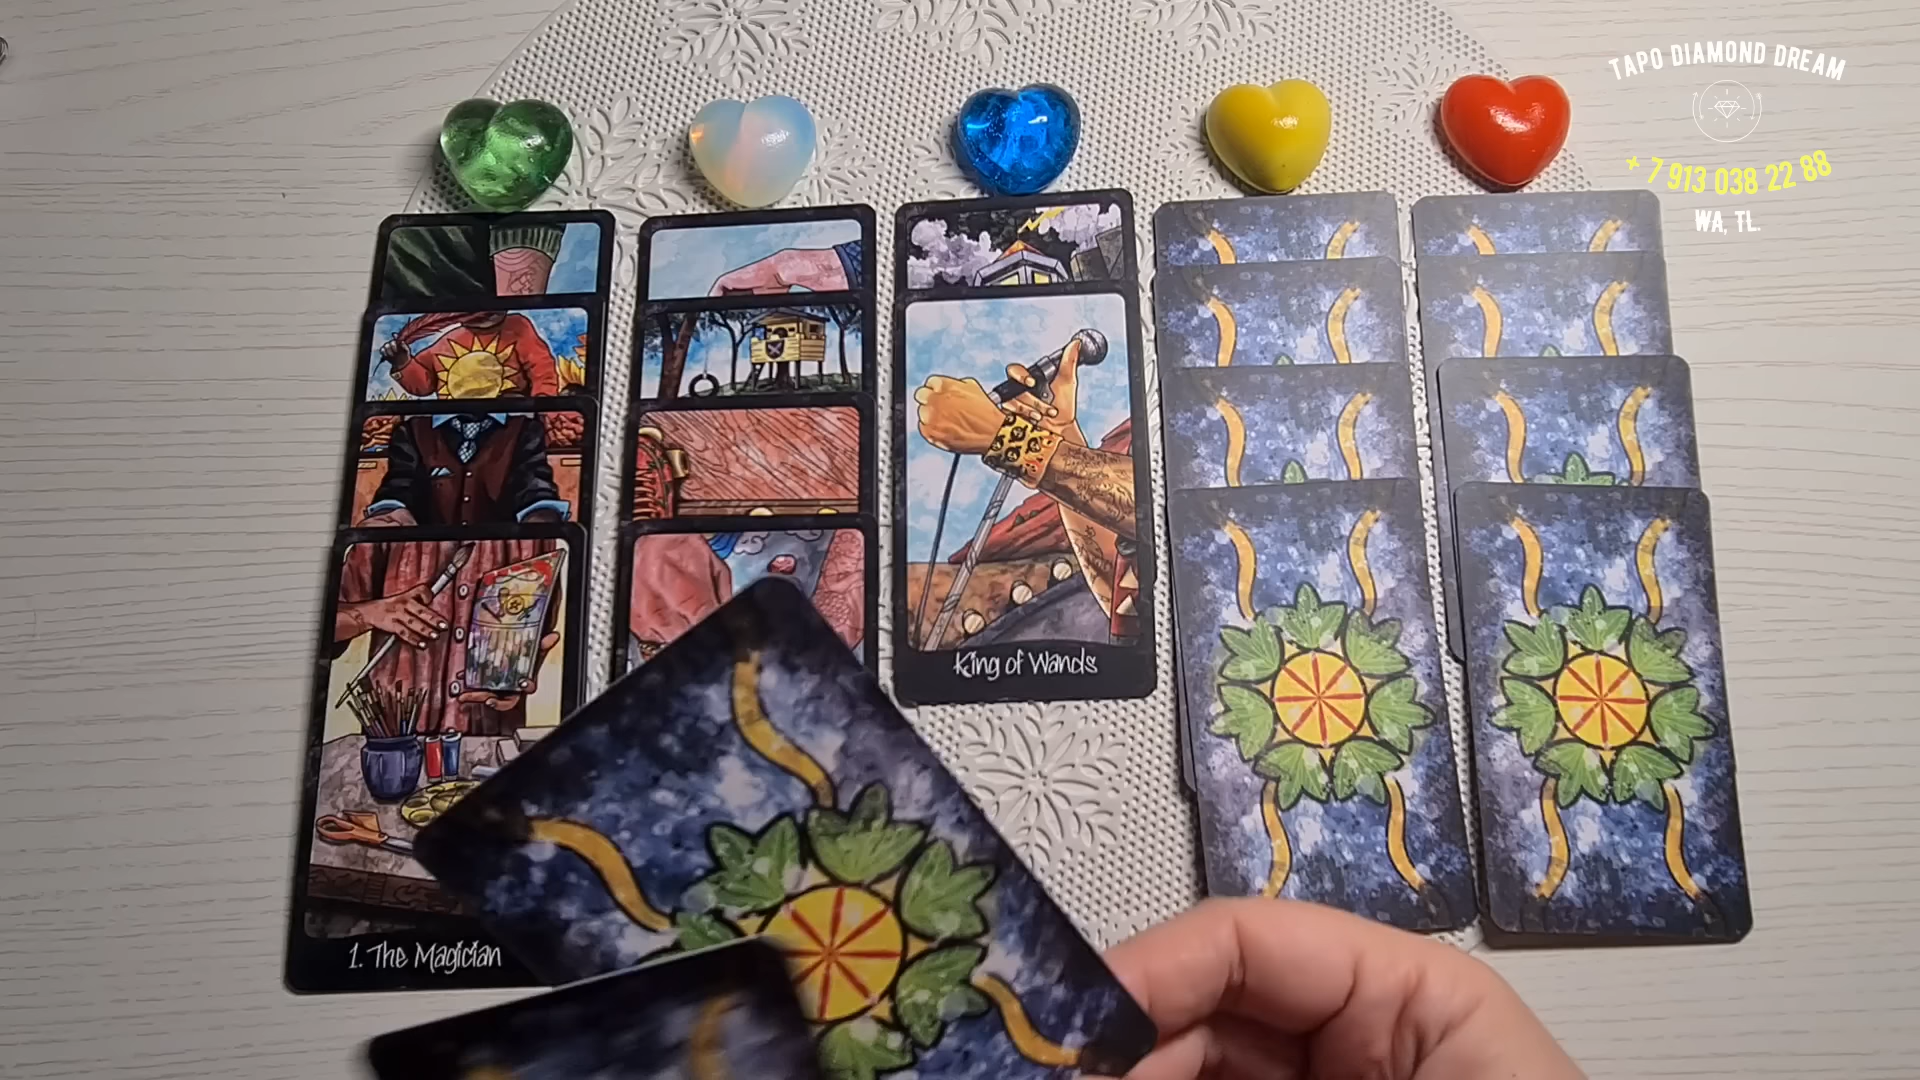 ТАРО DIAMOND DREAM
+ 7 913 038 22 88
WA, TL.
King of Wands
1. The Magician